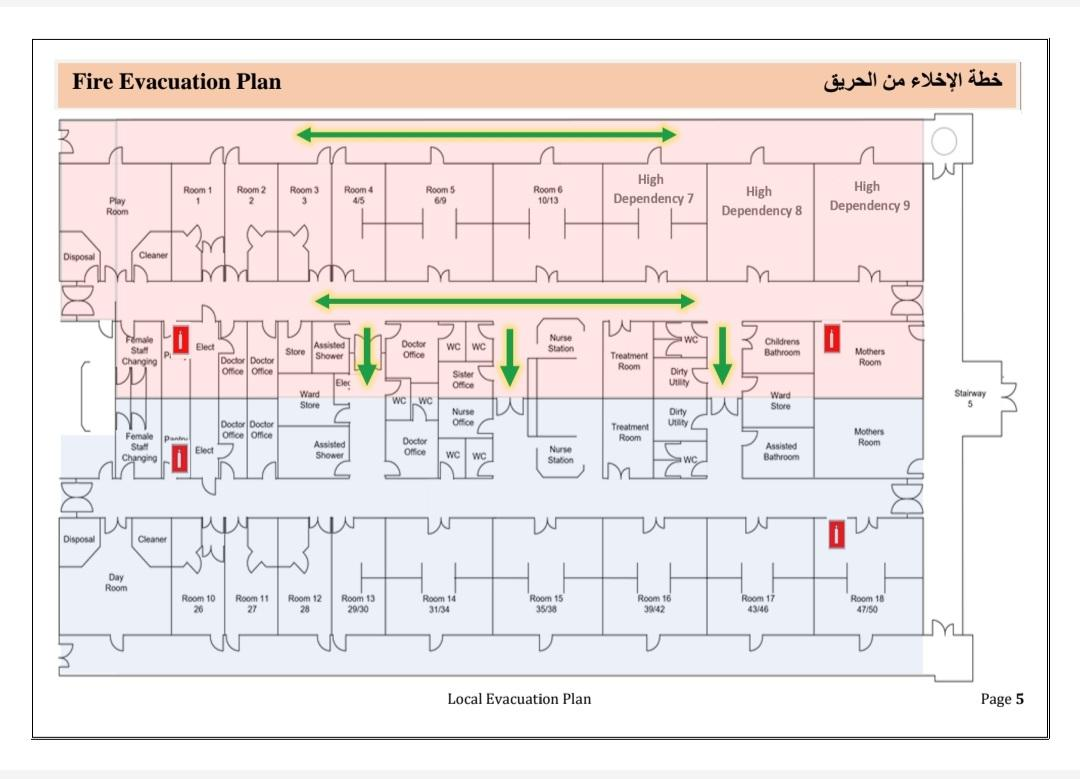 Fire Evacuation Plan
خطة الإخلاء من الحريق
Play
Room
Room 1
1
Room 2
2
Room 3
3
Room 4
4/5
Room 5
6/9
Room 6
10/13
High
Dependency 7
High
Dependency 8
High
Dependency 9
Disposal
Cleaner
Female
Staff
Changing
Elect
Doctor
Office
Doctor
Office
Store
Assisted
Shower
Elec
Ward
Store
Doctor
Office
WC
WC
Sister
Office
WC
WC
Nurse
Station
Treatment
Room
WC
Dirty
Utility
Childrens
Bathroom
Ward
Store
Mothers
Room
Stairway
5
Female
Staff
Changing
Pantry
Elect
Doctor
Office
Doctor
Office
Assisted
Shower
Doctor
Office
Nurse
Office
WC
WC
Nurse
Station
Treatment
Room
Dirty
Utility
WC
Assisted
Bathroom
Mothers
Room
Disposal
Cleaner
Day
Room
Room 10
26
Room 11
27
Room 12
28
Room 13
29/30
Room 14
31/34
Room 15
35/38
Room 16
39/42
Room 17
43/46
Room 18
47/50
Local Evacuation Plan
Page 5